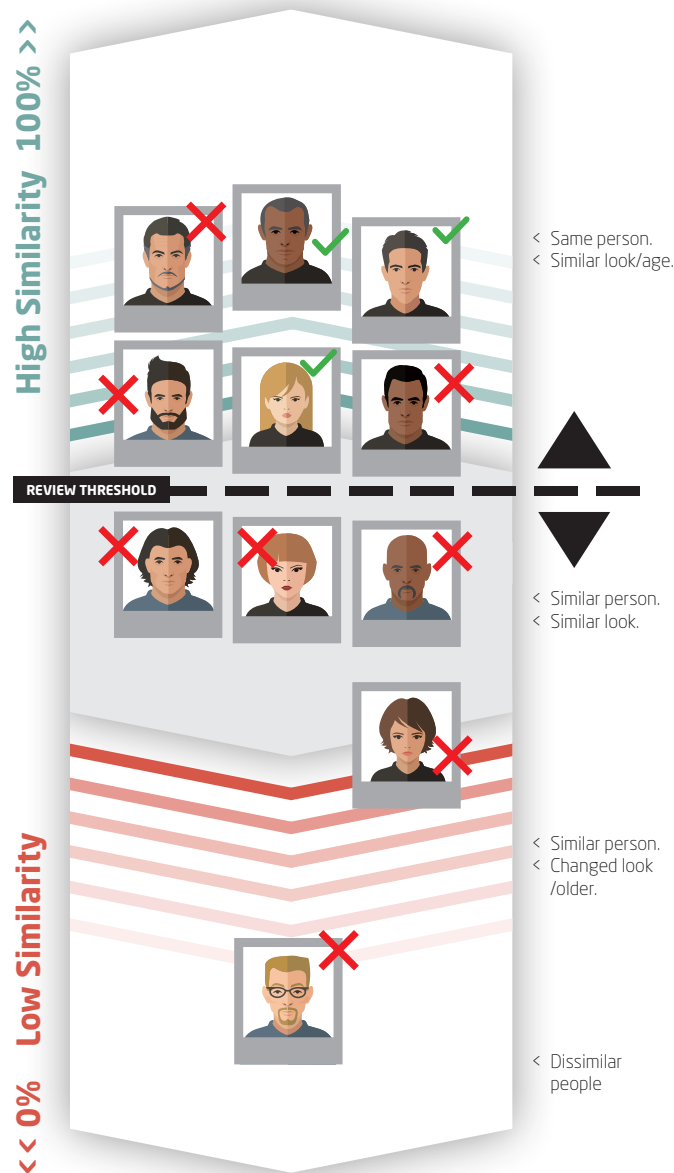 High Similarity 100% >>
< Same person.
< Similar look/age.
REVIEW THRESHOLD
< Similar person.
< Similar look.
< Similar person.
< Changed look
/older.
<< 0% Low Similarity
< Dissimilar
people